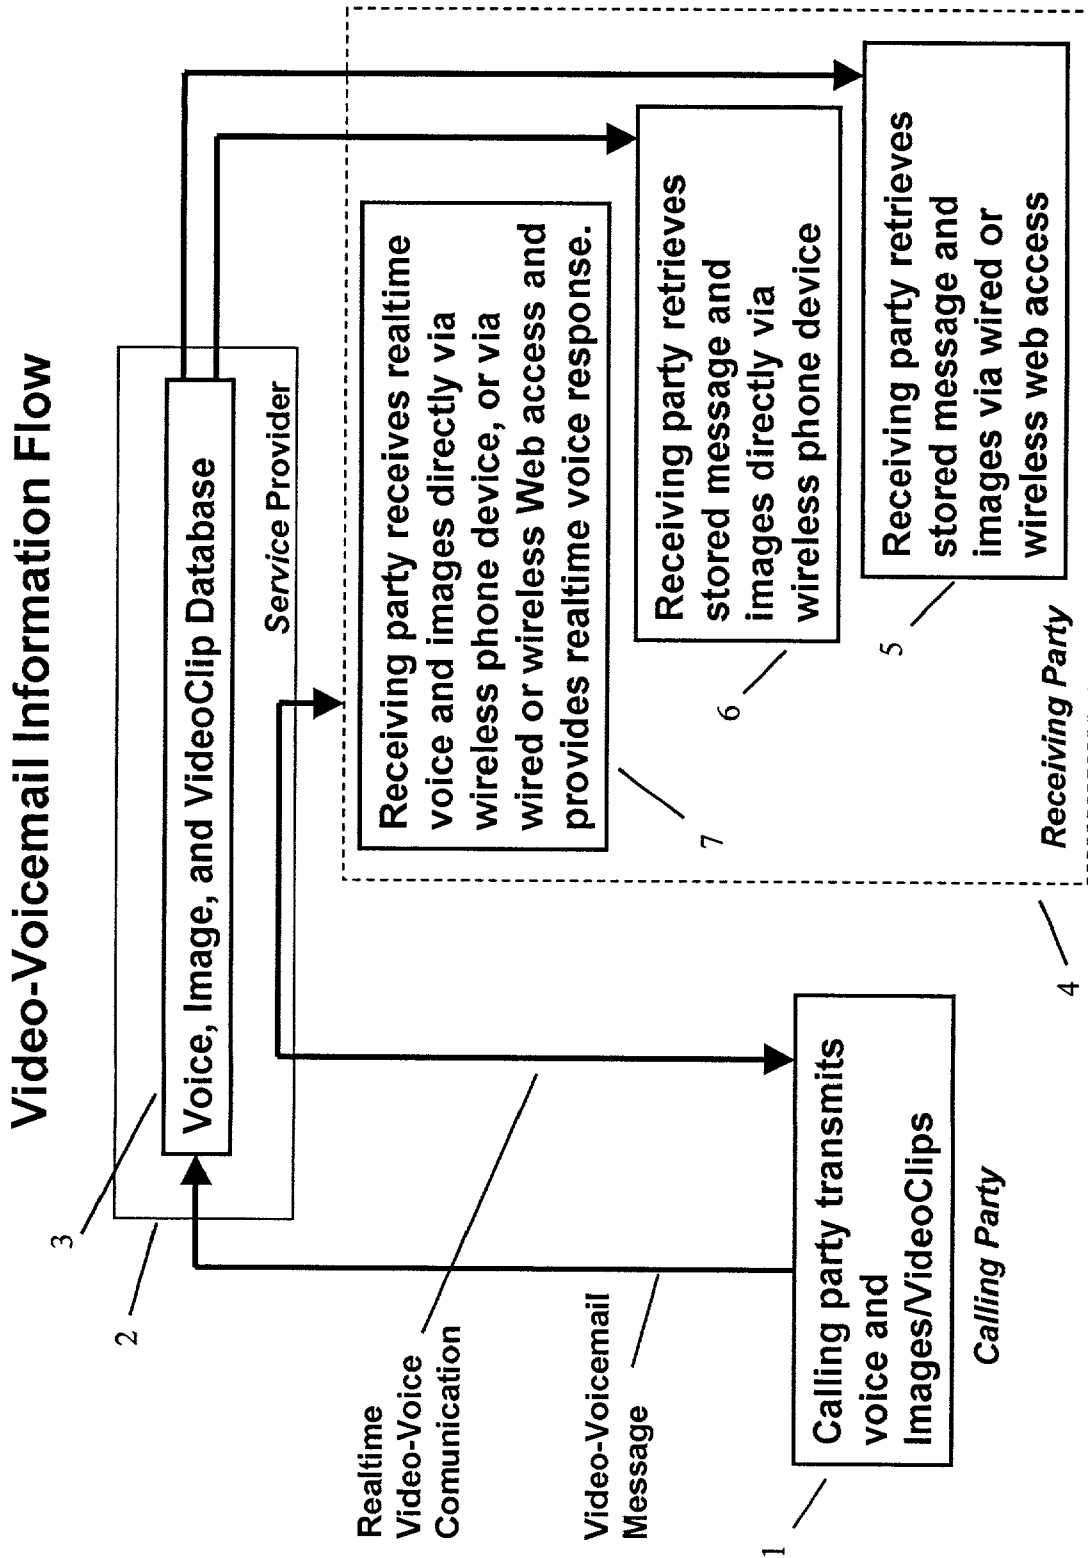 Video-Voicemail Information Flow
3
2
Voice, Image, and VideoClip Database
Service Provider
Realtime
Video-Voice
Comunication
Video-Voicemail
Message
1
Calling party transmits
voice and
Images/VideoClips
Calling Party
Receiving party receives realtime
voice and images directly via
wireless phone device, or via
wired or wireless Web access and
provides realtime voice response.
7
Receiving party retrieves
stored message and
images directly via
wireless phone device
6
Receiving party retrieves
stored message and
images via wired or
wireless web access
5
Receiving Party
4